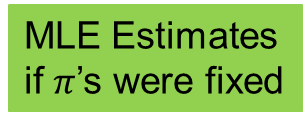 MLE Estimates
if π's were fixed